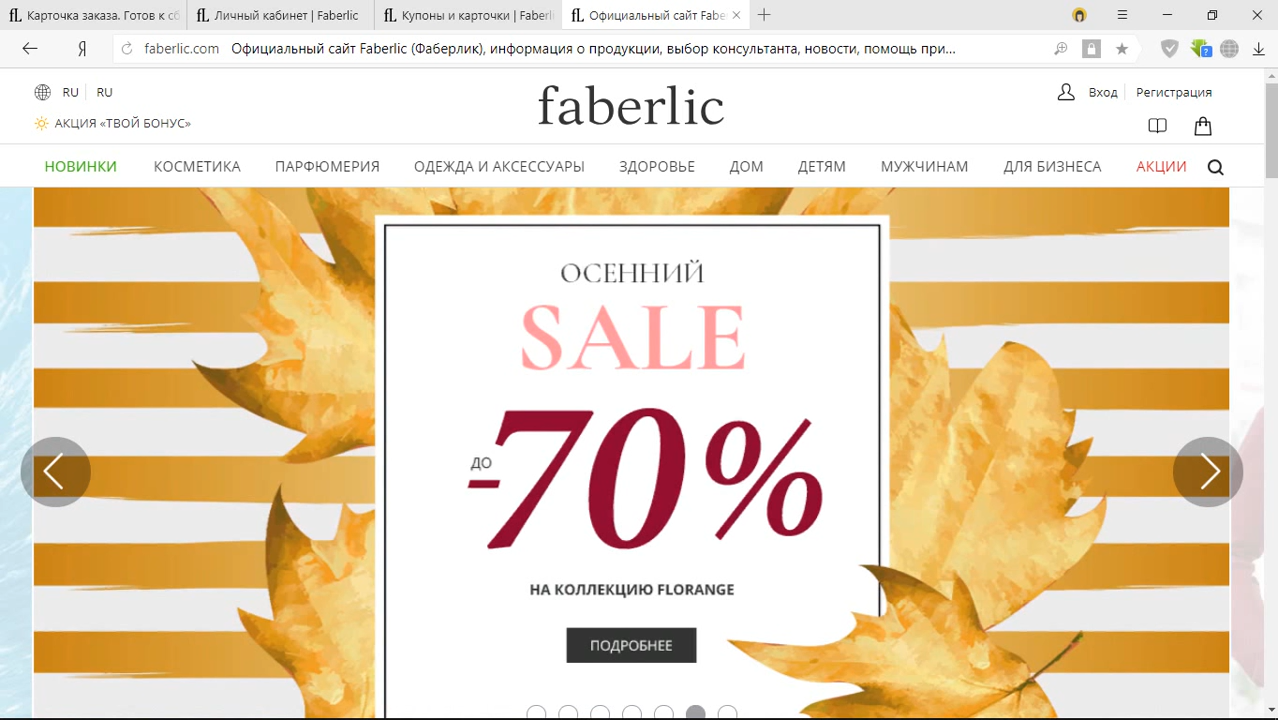 Карточка заказа. Готов к сб
Личный кабинет | Faberlic
Купоны и карточки | Faberli
Официальный сайт Fabe
faberlic.com Официальный сайт Faberlic (Фаберлик), информация о продукции, выбор консультанта, новости, помощь при...
RU RU
faberlic
Вход Регистрация
АКЦИЯ «ТВОЙ БОНУС»
НОВИНКИ КОСМЕТИКА ПАРФЮМЕРИЯ ОДЕЖДА И АКСЕССУАРЫ ЗДОРОВЬЕ ДОМ ДЕТЯМ МУЖЧИНАМ ДЛЯ БИЗНЕСА АКЦИИ
ОСЕННИЙ
SALE
ДО -70%
НА КОЛЛЕКЦИЮ FLORANGE
ПОДРОБНЕЕ